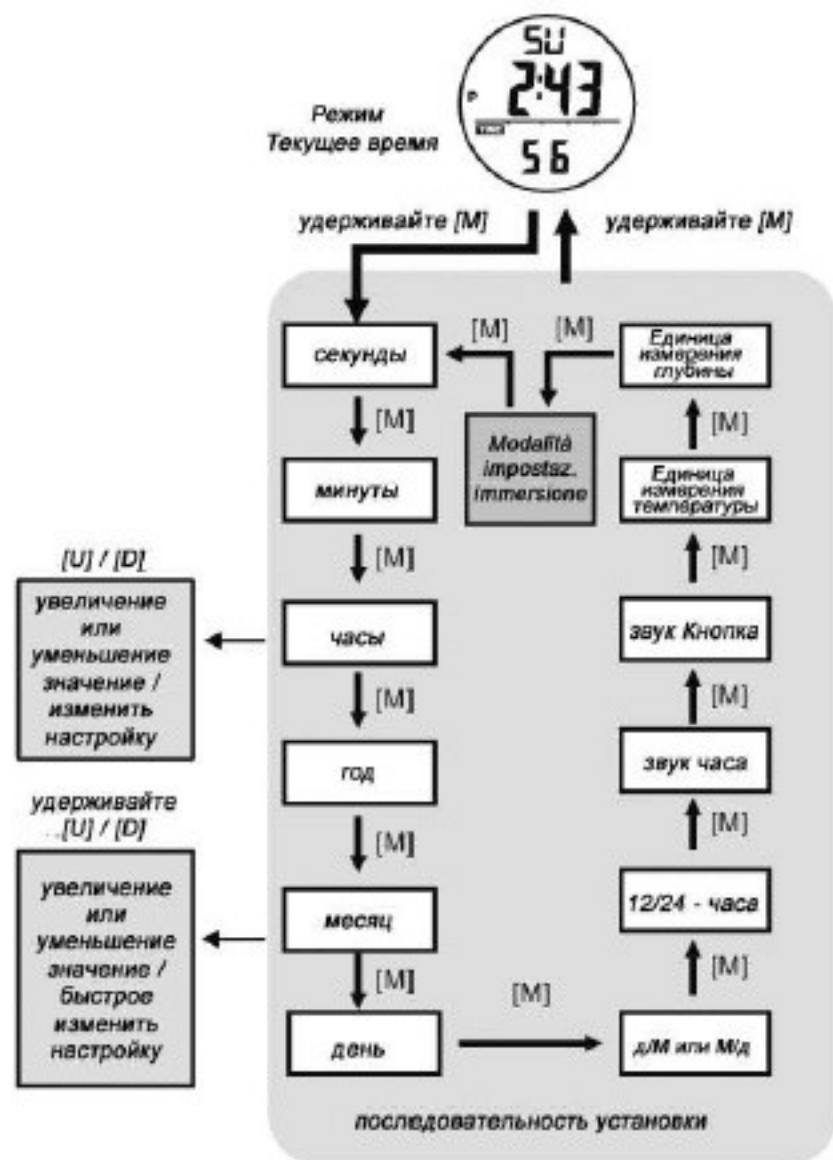 SU
P 2:43
TIME
56
Режим
Текущее время
удерживайте [M]
удерживайте [M]
секунды
[M]
[M]
Единица
измерения
глубины
[M]
[M]
Modalità
impostaz.
immersione
минуты
Единица
измерения
температуры
[M]
[M]
[U] / [D]
увеличение
или
уменьшение
значение /
изменить
настройку
часы
звук Кнопка
[M]
[M]
год
звук часа
удерживайте
..[U] / [D]
[M]
[M]
увеличение
или
уменьшение
значение /
быстрое
изменить
настройку
месяц
12/24 - часа
[M]
[M]
[M]
день
д/М или М/д
последовательность установки